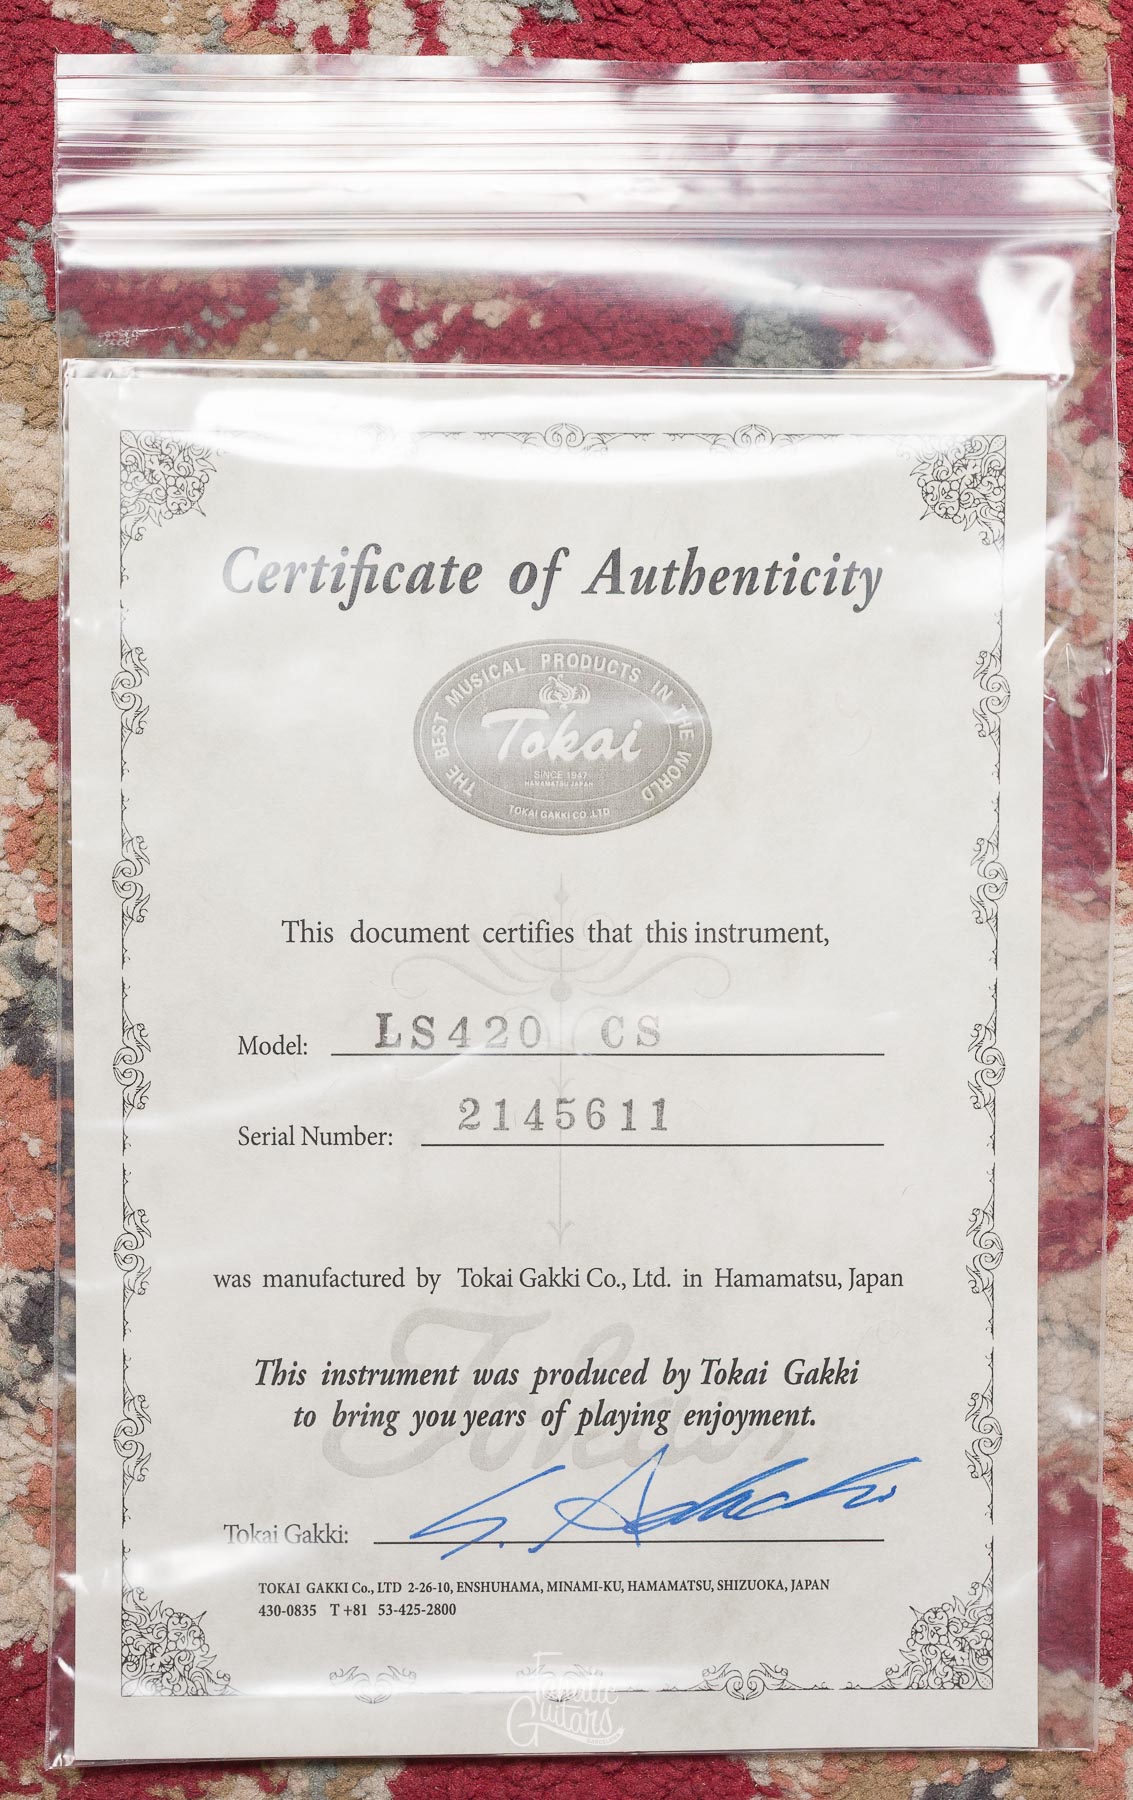 Certificate of Authenticity
THE BEST MUSICAL PRODUCTS IN THE WORLD
Tokai
SINCE 1947
HAMAMATSU JAPAN
TOKAI GAKKI CO.,LTD
This document certifies that this instrument,
Model: LS420 CS
Serial Number: 2145611
was manufactured by Tokai Gakki Co., Ltd. in Hamamatsu, Japan
Tokai
This instrument was produced by Tokai Gakki
to bring you years of playing enjoyment.
Tokai Gakki: S. Adachi
TOKAI GAKKI Co., LTD 2-26-10, ENSHUHAMA, MINAMI-KU, HAMAMATSU, SHIZUOKA, JAPAN
430-0835 T +81 53-425-2800
Fanatic
Guitars